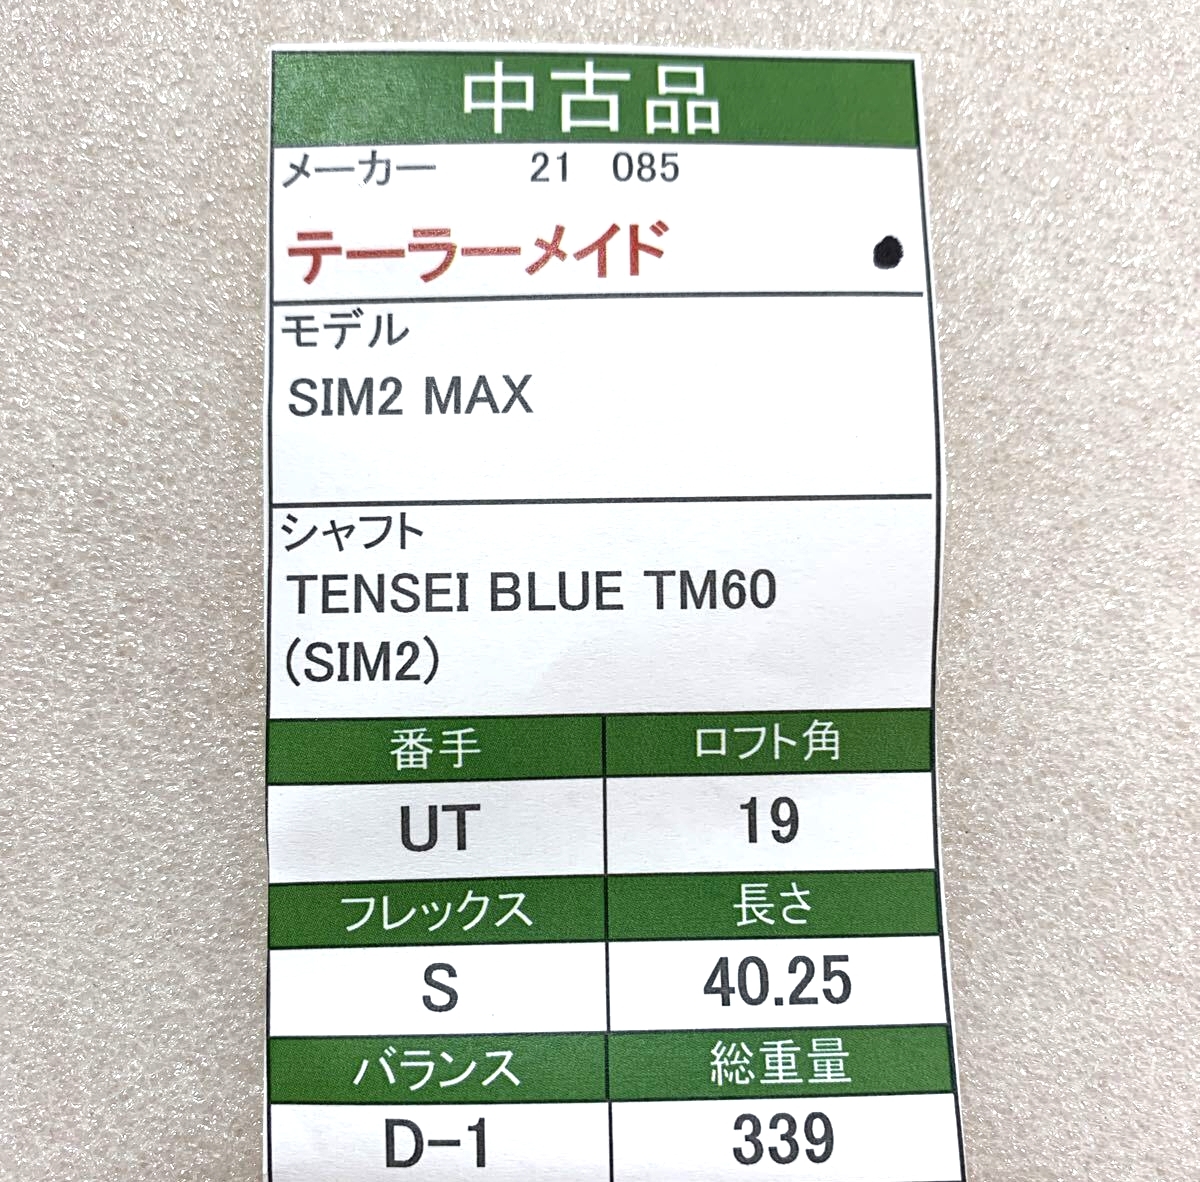 中古品
メーカー 21 085
テーラーメイド
モデル
SIM2 MAX
シャフト
TENSEI BLUE TM60
(SIM2)
番手 ロフト角
UT 19
フレックス 長さ
S 40.25
バランス 総重量
D-1 339